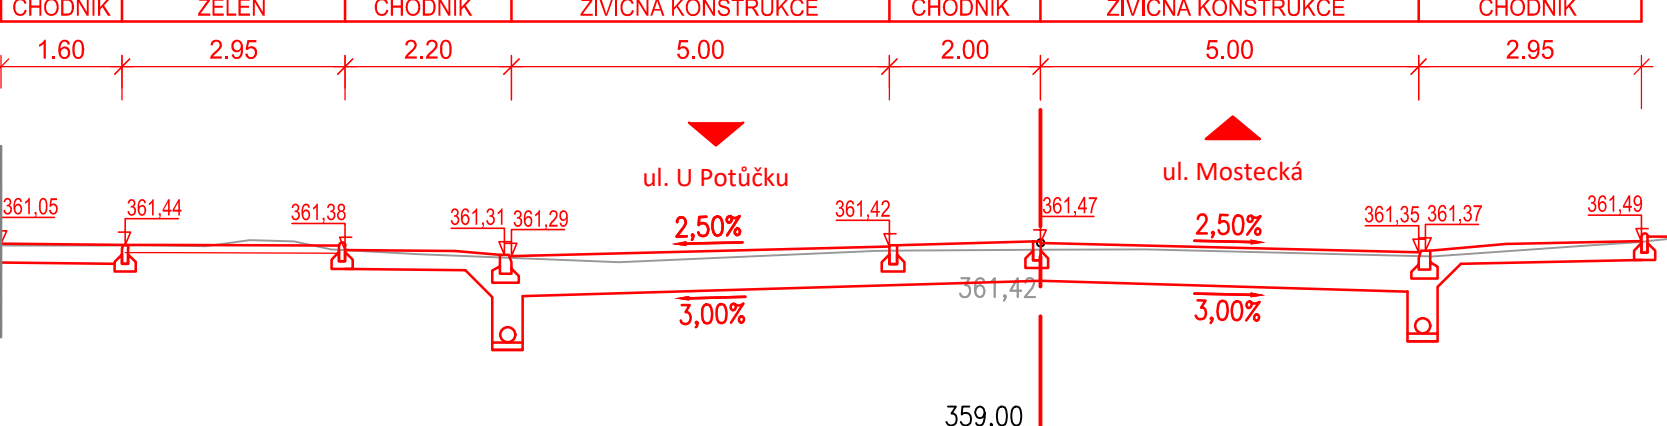 CHODNÍK ZELEŇ CHODNÍK ŽIVIČNÁ KONSTRUKCE CHODNÍK ŽIVIČNÁ KONSTRUKCE CHODNÍK
1.60 2.95 2.20 5.00 2.00 5.00 2.95
ul. U Potůčku ul. Mostecká
361,05 361,44 361,38 361,31 361,29 361,42 361,47 361,35 361,37 361,49
2,50% 2,50%
361,42
3,00% 3,00%
359.00